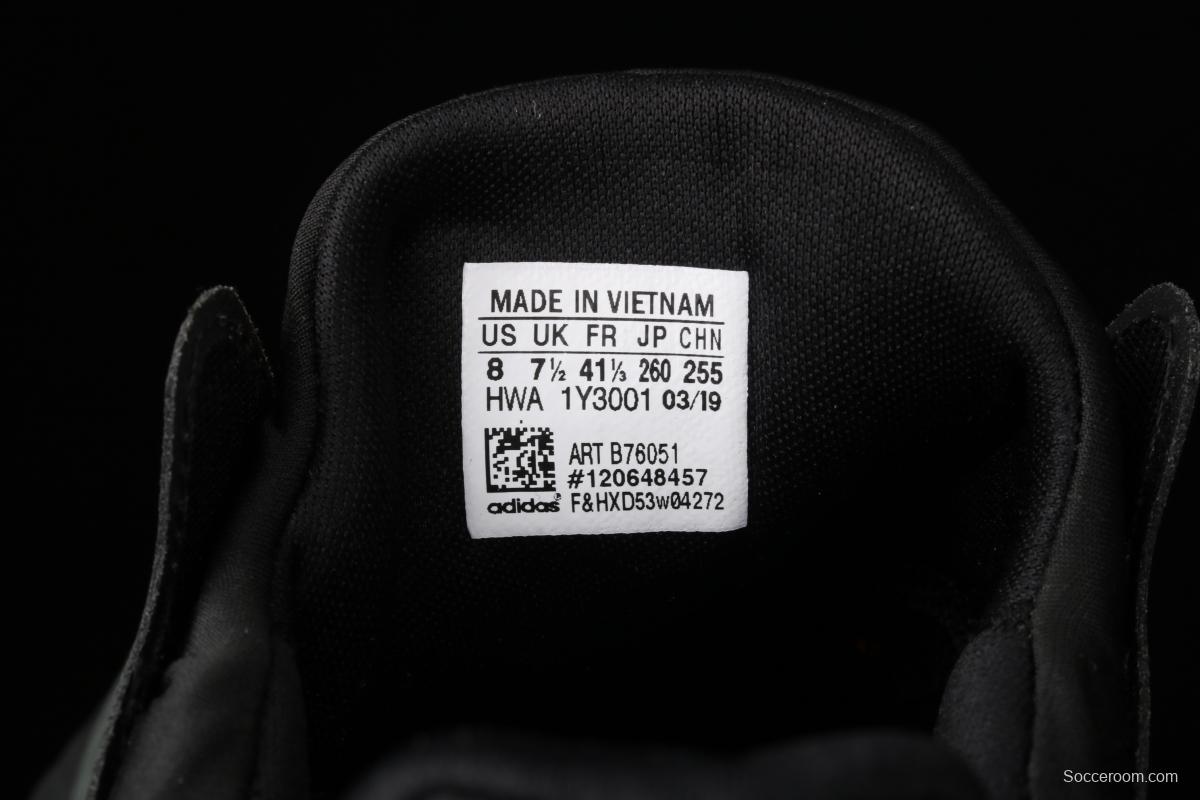 MADE IN VIETNAM
US UK FR JP CHN
8 7½ 41⅓ 260 255
HWA 1Y3001 03/19
ART B76051
#120648457
adidas® F&HXD53w04272
Socceroom.com